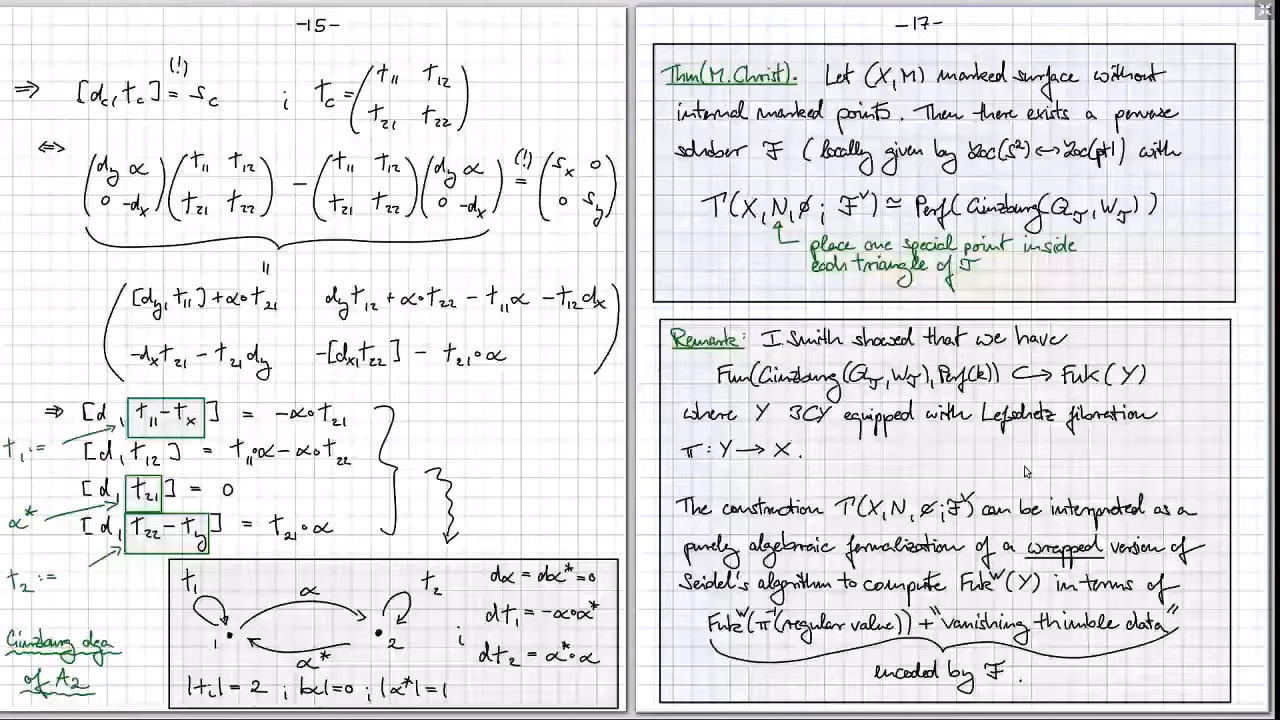 -15-
⇒ [d_c, t_c] (!)= s_c ; t_c = (t_11 t_12
t_21 t_22)
⇔ (d_y α
0 -d_x) (t_11 t_12
t_21 t_22) - (t_11 t_12
t_21 t_22) (d_y α
0 -d_x) (!)= (s_x 0
0 s_y)
=
([d_y, t_11] + α∘t_21 d_y t_12 + α∘t_22 - t_11 α - t_12 d_x
-d_x t_21 - t_21 d_y -[d_x, t_22] - t_21∘α)
⇒ [d, t_11 - t_x] = -α∘t_21
t_1 := [d, t_12] = t_11∘α - α∘t_22
[d, t_21] = 0
α* [d, t_22 - t_y] = t_21∘α
t_2 :=
t_1 α t_2 dα = dα* = 0
1 2 ; dt_1 = -α∘α*
α* dt_2 = α*∘α
|t_i| = 2 ; |α| = 0 ; |α*| = 1
Ginzburg dga
of A_2
-17-
Thm (M. Christ). Let (X, M) marked surface without
internal marked points. Then there exists a perverse
schober F (locally given by Loc(S²) ↔ Loc(pt)) with
Γ(X, N, ∅; F^v) ≅ Perf(Ginzburg(Q_T, W_T))
place one special point inside
each triangle of T
Remark: I. Smith showed that we have
Fun(Ginzburg(Q_T, W_T), Perf(k)) ↪ Fuk(Y)
where Y 3CY equipped with Lefschetz fibration
π: Y → X.
The construction Γ(X, N, ∅; F^v) can be interpreted as a
purely algebraic formalization of a wrapped version of
Seidel's algorithm to compute Fuk^w(Y) in terms of
Fuk^w(π^-1(regular value)) + "vanishing thimble data"
encoded by F.